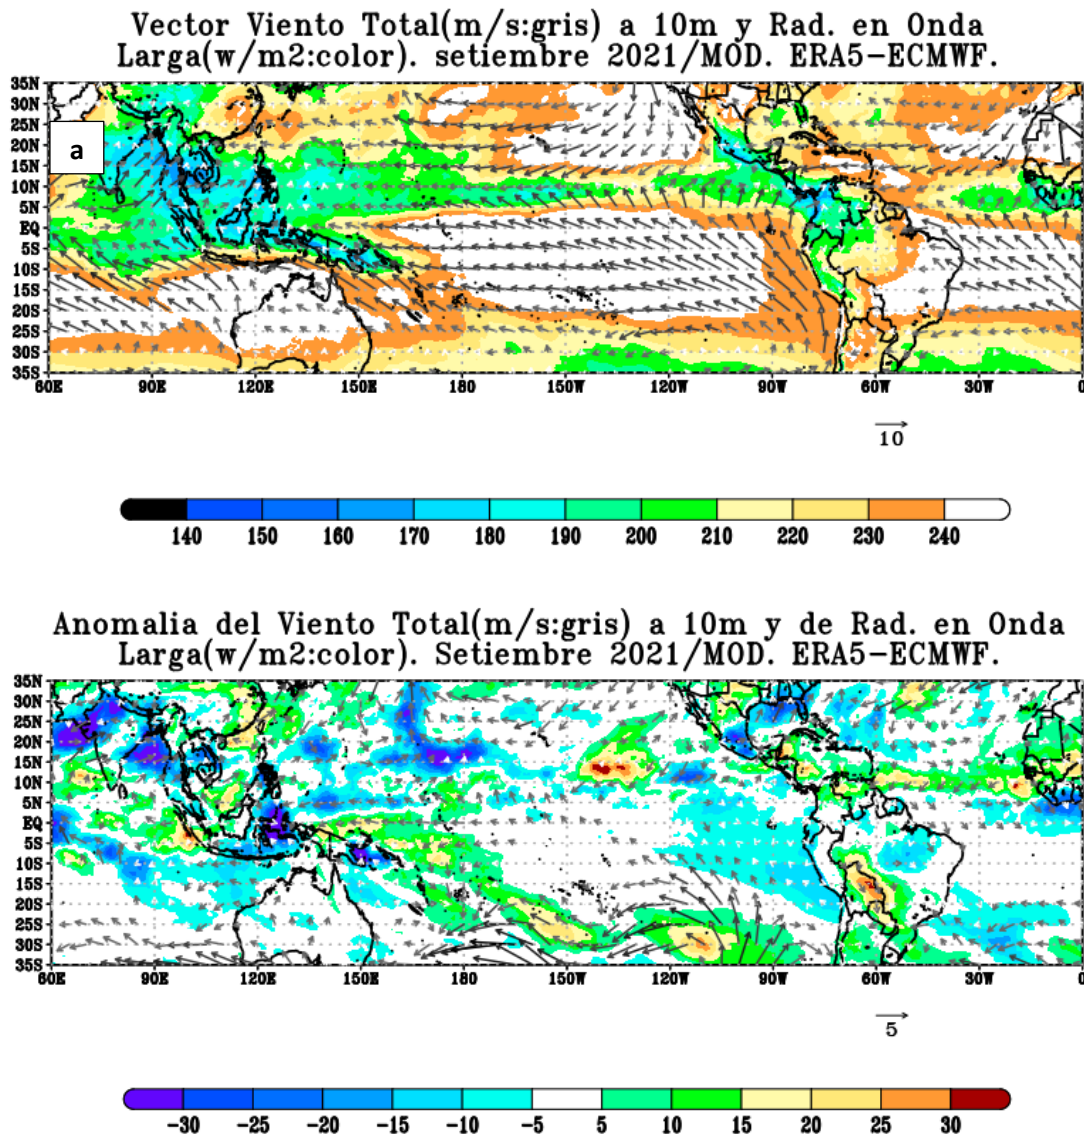 Vector Viento Total(m/s:gris) a 10m y Rad. en Onda
Larga(w/m2:color). setiembre 2021/MOD. ERA5-ECMWF.
35N
30N
25N
20N
15N
10N
5N
EQ
5S
10S
15S
20S
25S
30S
35S
a
60E 90E 120E 150E 180 150W 120W 90W 60W 30W 0
10
140 150 160 170 180 190 200 210 220 230 240
Anomalia del Viento Total(m/s:gris) a 10m y de Rad. en Onda
Larga(w/m2:color). Setiembre 2021/MOD. ERA5-ECMWF.
35N
30N
25N
20N
15N
10N
5N
EQ
5S
10S
15S
20S
25S
30S
35S
60E 90E 120E 150E 180 150W 120W 90W 60W 30W 0
5
-30 -25 -20 -15 -10 -5 5 10 15 20 25 30